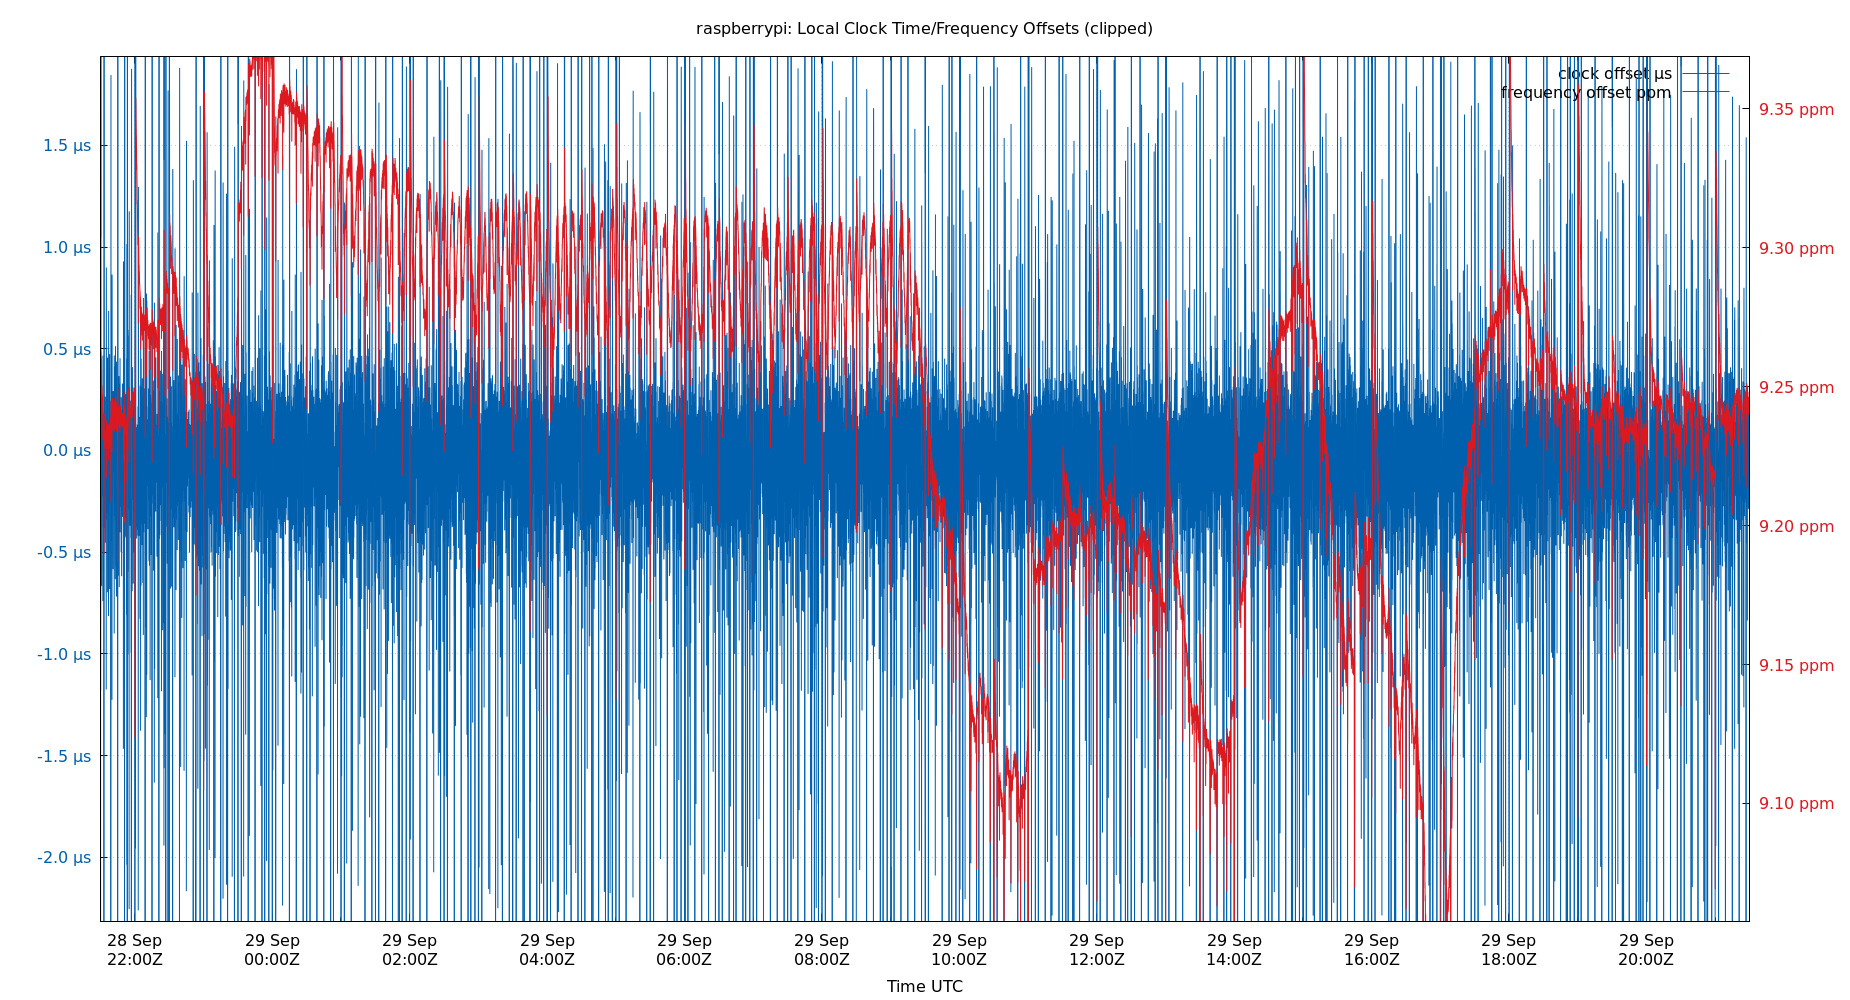 raspberrypi: Local Clock Time/Frequency Offsets (clipped)
clock offset µs
frequency offset ppm
1.5 µs
1.0 µs
0.5 µs
0.0 µs
-0.5 µs
-1.0 µs
-1.5 µs
-2.0 µs
9.35 ppm
9.30 ppm
9.25 ppm
9.20 ppm
9.15 ppm
9.10 ppm
28 Sep 29 Sep 29 Sep 29 Sep 29 Sep 29 Sep 29 Sep 29 Sep 29 Sep 29 Sep 29 Sep 29 Sep
22:00Z 00:00Z 02:00Z 04:00Z 06:00Z 08:00Z 10:00Z 12:00Z 14:00Z 16:00Z 18:00Z 20:00Z
Time UTC